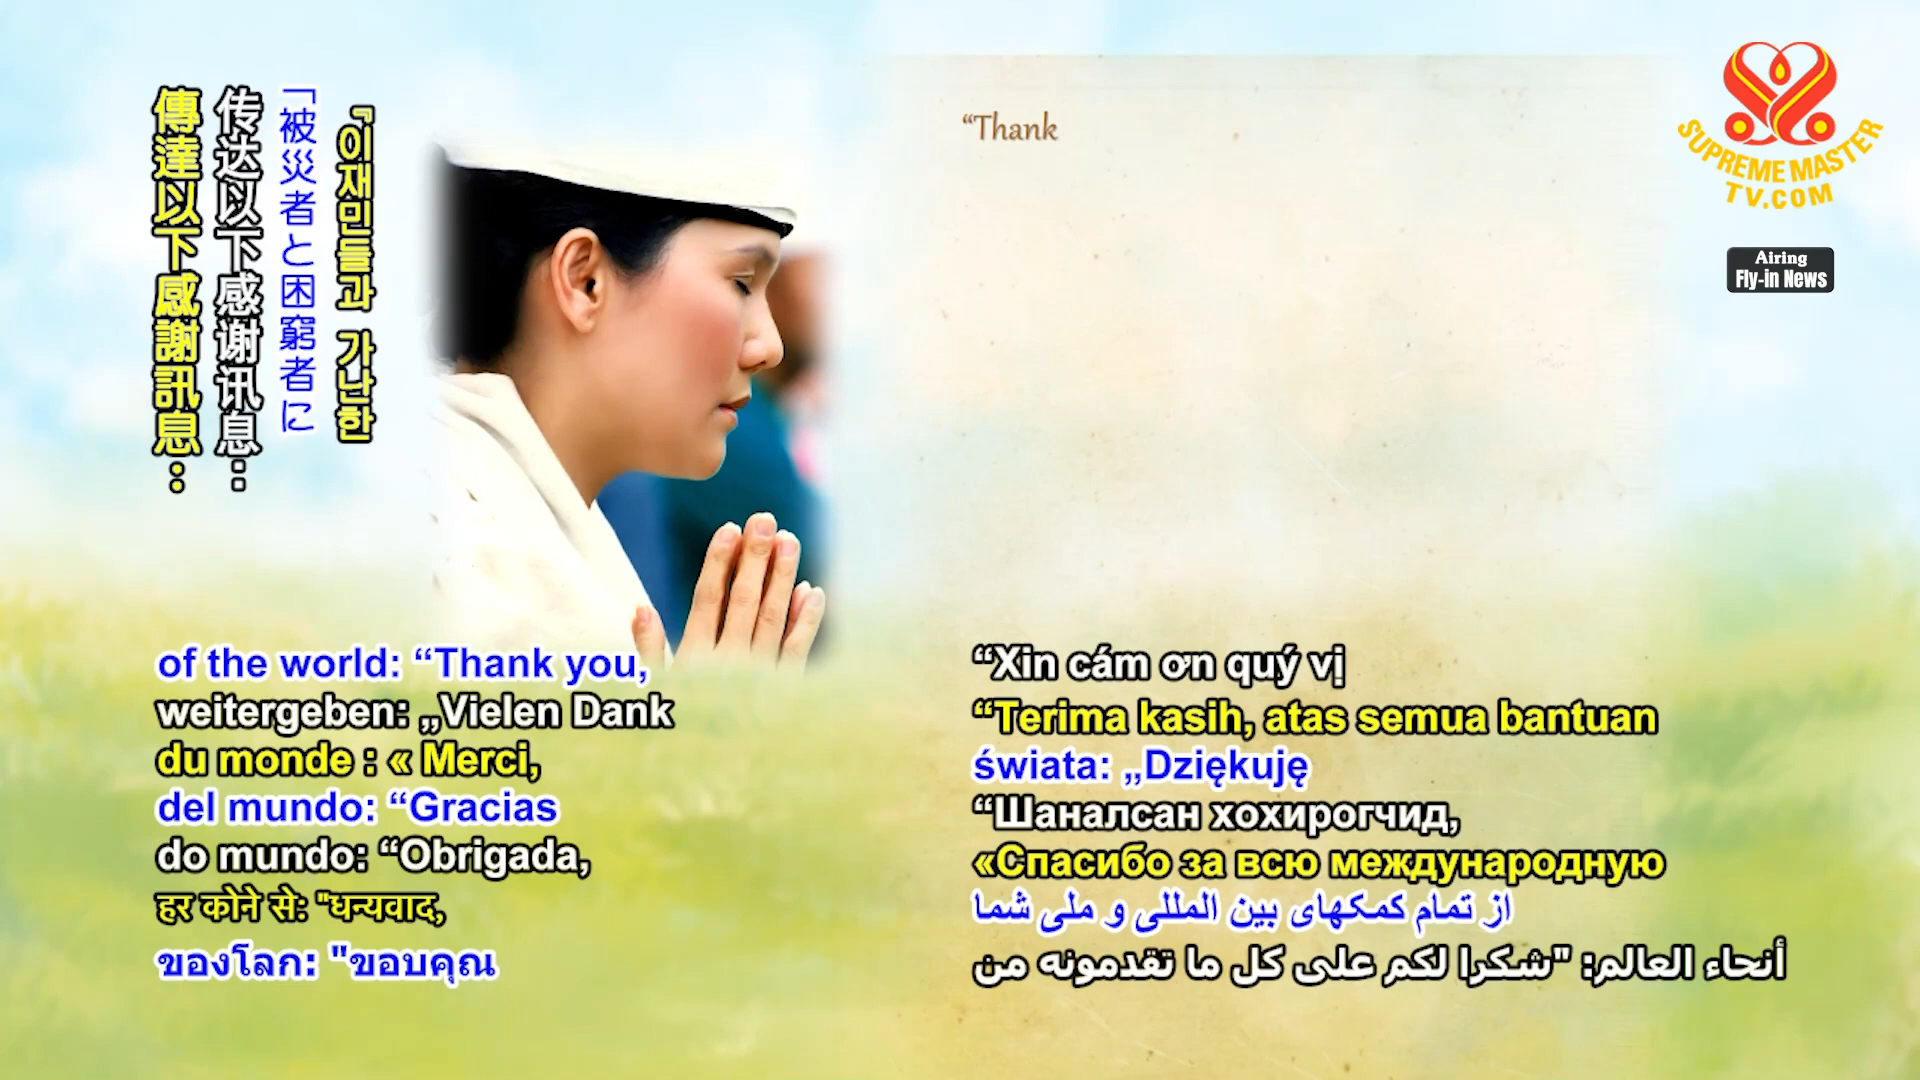 傳達以下感謝訊息：
传达以下感谢讯息：
「被災者と困窮者に
『이재민들과 가난한
“Thank
SUPREME MASTER
TV.COM
Airing
Fly-in News
of the world: “Thank you,
weitergeben: „Vielen Dank
du monde : « Merci,
del mundo: “Gracias
do mundo: “Obrigada,
हर कोने से: "धन्यवाद,
ของโลก: "ขอบคุณ
“Xin cám ơn quý vị
“Terima kasih, atas semua bantuan
świata: „Dziękuję
“Шаналсан хохирогчид,
«Спасибо за всю международную
از تمام کمکهای بین المللی و ملی شما
أنحاء العالم: "شكرا لكم على كل ما تقدمونه من